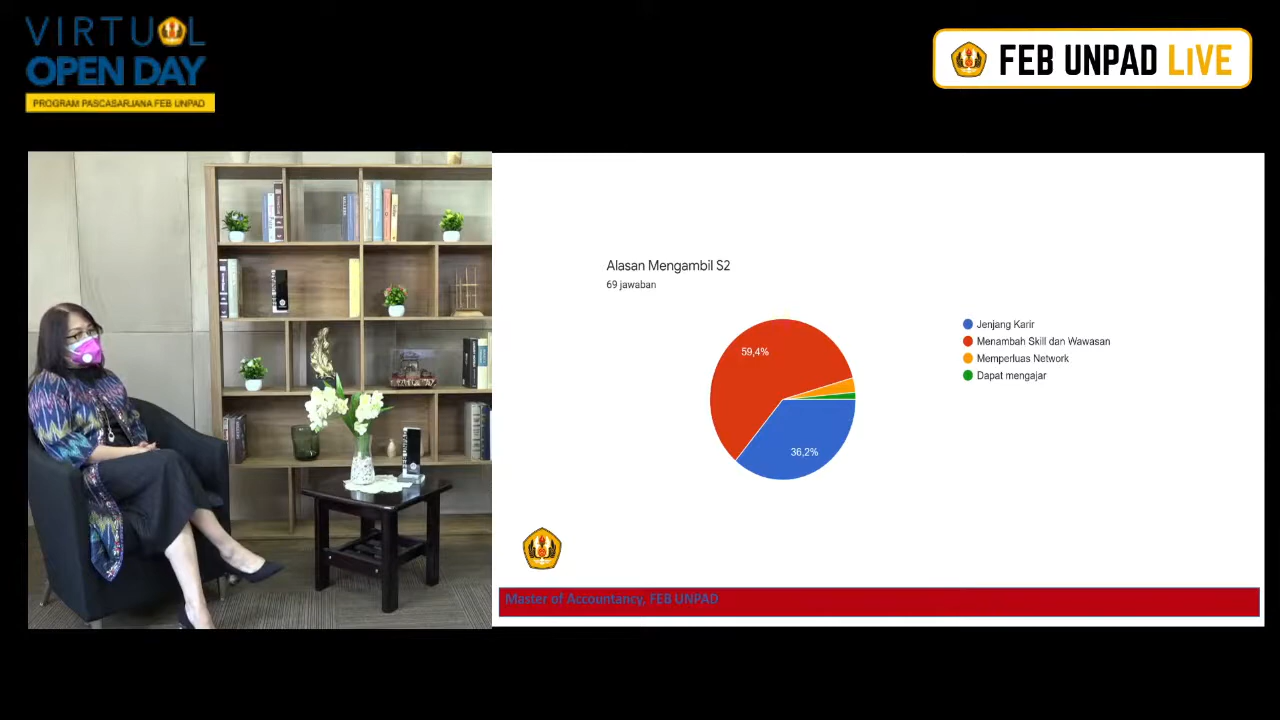 VIRTUAL
OPEN DAY
PROGRAM PASCASARJANA FEB UNPAD
FEB UNPAD LIVE
Alasan Mengambil S2
69 jawaban
59,4%
36,2%
Jenjang Karir
Menambah Skill dan Wawasan
Memperluas Network
Dapat mengajar
Master of Accountancy, FEB UNPAD